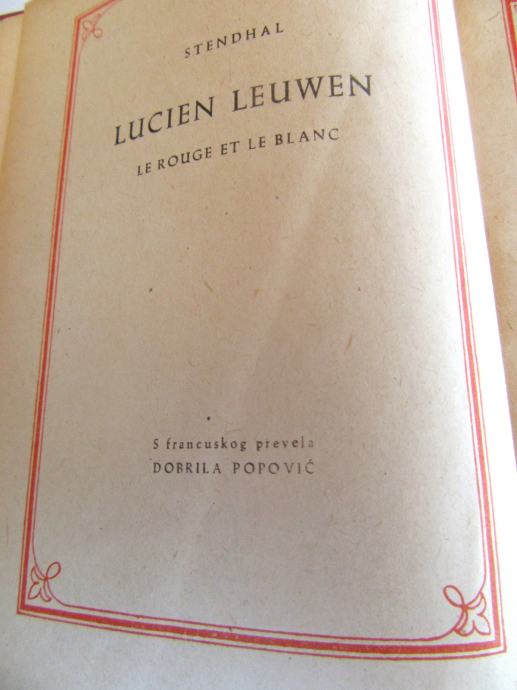 STENDHAL
LUCIEN LEUWEN
LE ROUGE ET LE BLANC
S francuskog prevela
DOBRILA POPOVIĆ